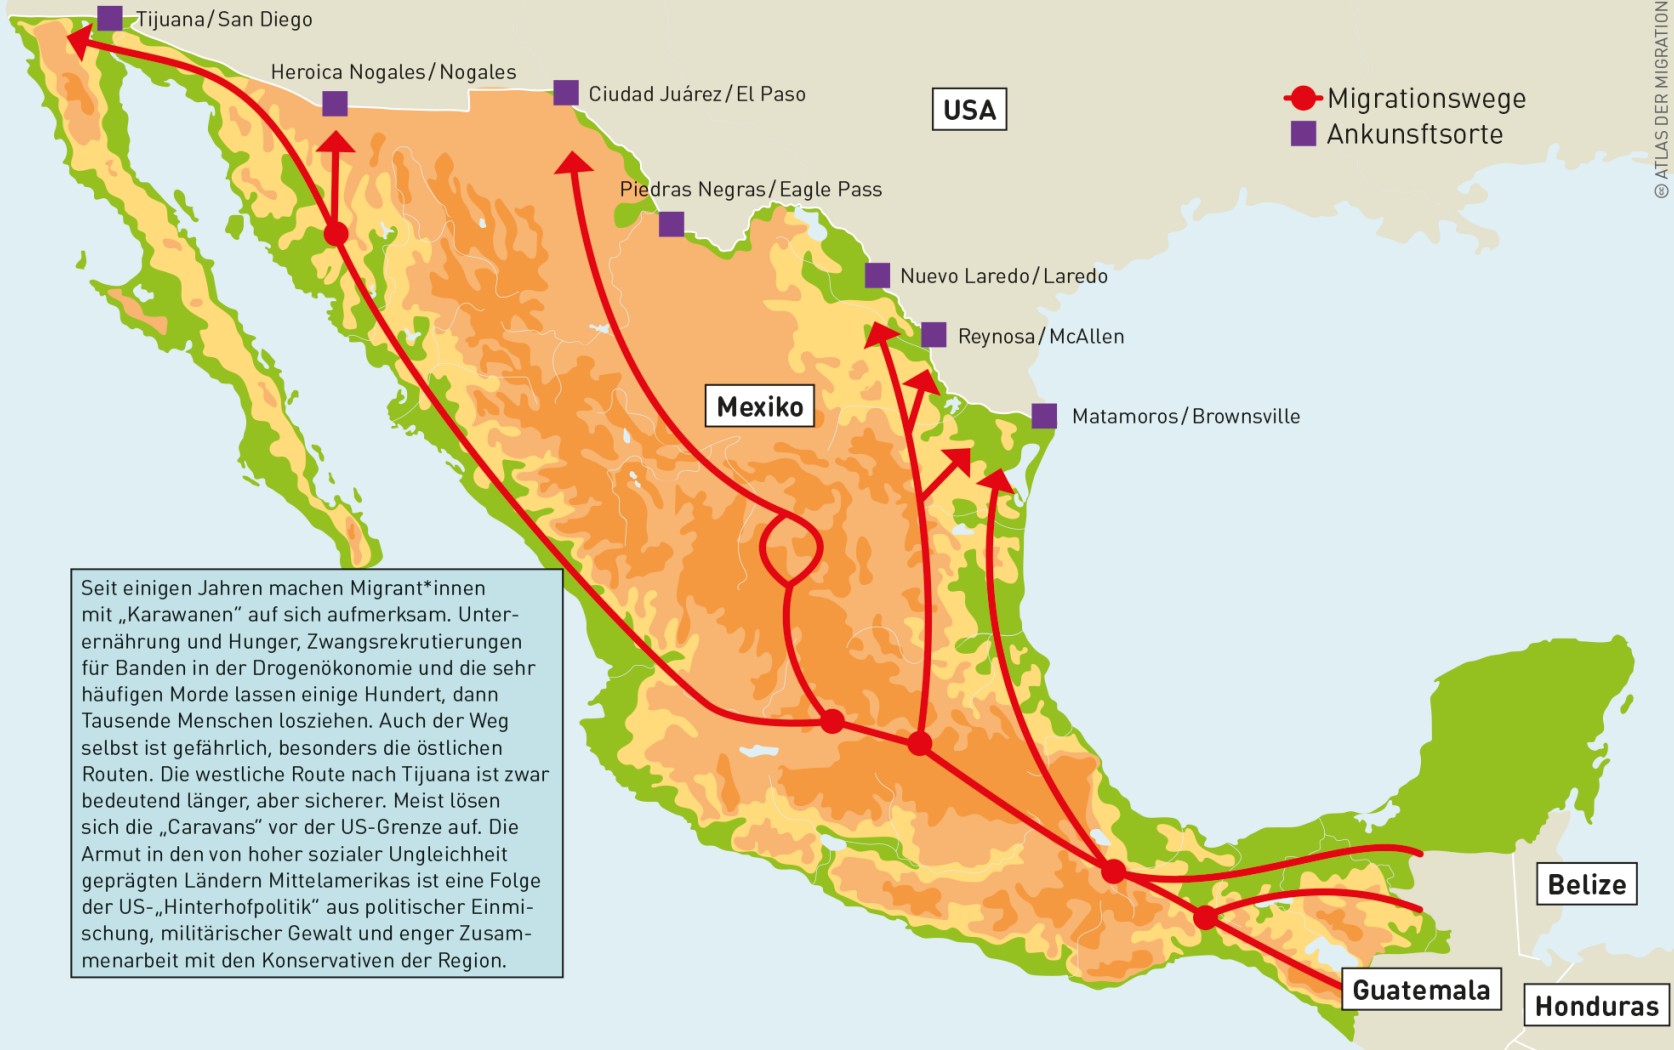 Tijuana/San Diego
Heroica Nogales/Nogales
Ciudad Juárez/El Paso
USA
Migrationswege
Ankunsftsorte
© ATLAS DER MIGRATION
Piedras Negras/Eagle Pass
Nuevo Laredo/Laredo
Reynosa/McAllen
Mexiko
Matamoros/Brownsville
Seit einigen Jahren machen Migrant*innen
mit „Karawanen“ auf sich aufmerksam. Unter-
ernährung und Hunger, Zwangsrekrutierungen
für Banden in der Drogenökonomie und die sehr
häufigen Morde lassen einige Hundert, dann
Tausende Menschen losziehen. Auch der Weg
selbst ist gefährlich, besonders die östlichen
Routen. Die westliche Route nach Tijuana ist zwar
bedeutend länger, aber sicherer. Meist lösen
sich die „Caravans“ vor der US-Grenze auf. Die
Armut in den von hoher sozialer Ungleichheit
geprägten Ländern Mittelamerikas ist eine Folge
der US-„Hinterhofpolitik“ aus politischer Einmi-
schung, militärischer Gewalt und enger Zusam-
menarbeit mit den Konservativen der Region.
Belize
Guatemala
Honduras